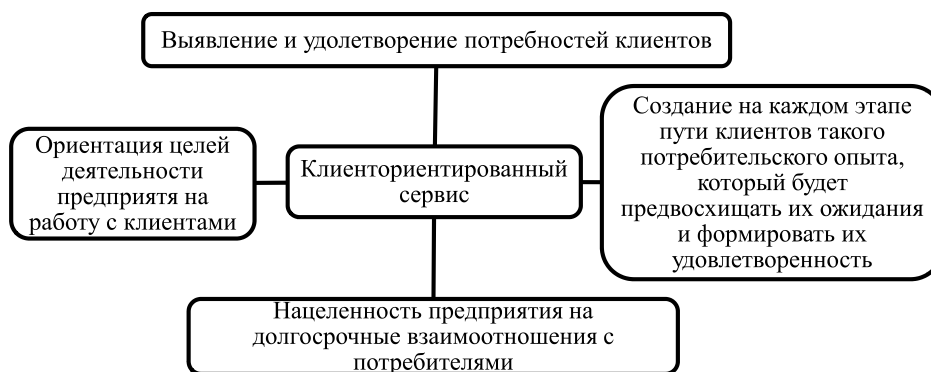 Выявление и удолетворение потребностей клиентов
Ориентация целей
деятельности
предприятя на
работу с клиентами
Клиенториентированный
сервис
Создание на каждом этапе
пути клиентов такого
потребительского опыта,
который будет
предвосхищать их ожидания
и формировать их
удовлетворенность
Нацеленность предприятия на
долгосрочные взаимоотношения с
потребителями